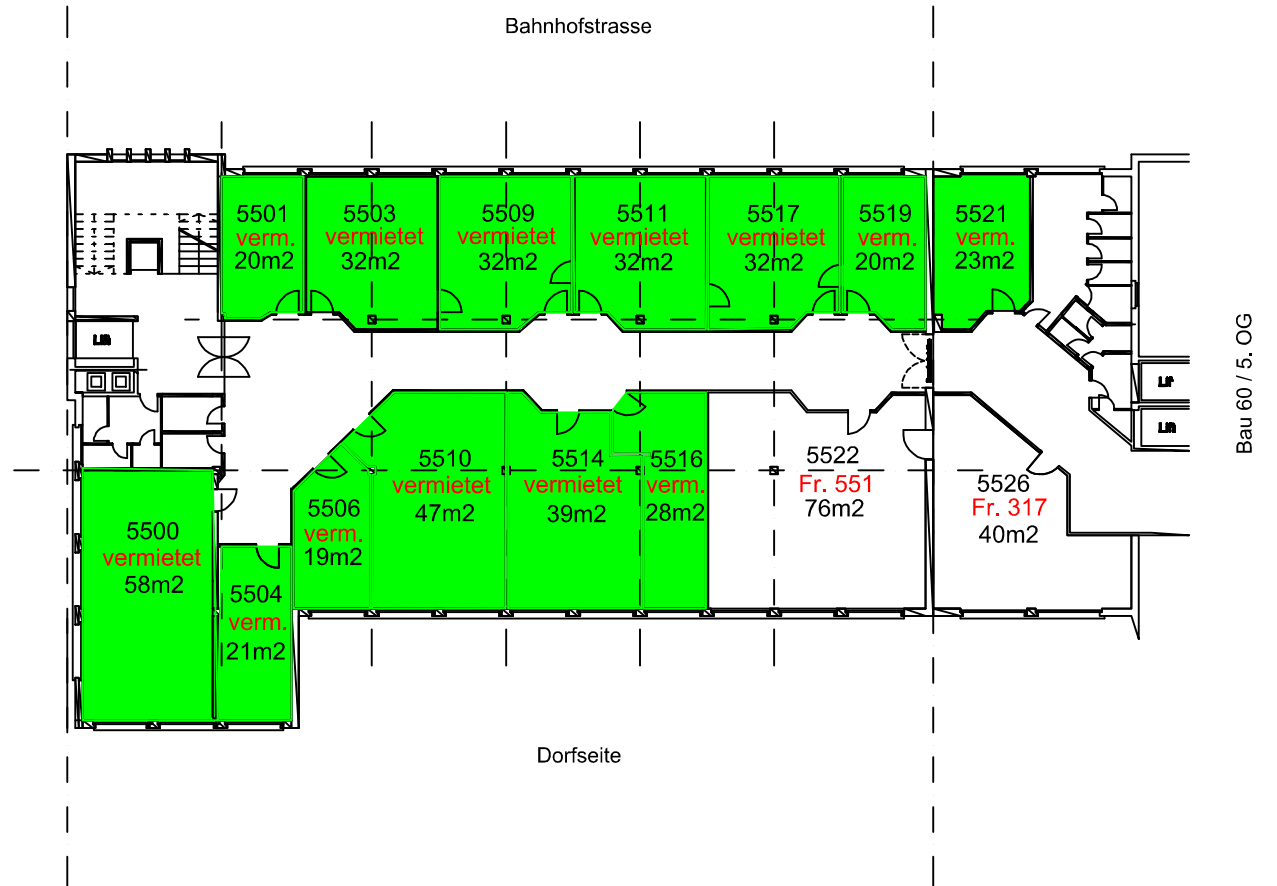 Bahnhofstrasse
5501
verm.
20m2
5503
vermietet
32m2
5509
vermietet
32m2
5511
vermietet
32m2
5517
vermietet
32m2
5519
verm.
20m2
5521
verm.
23m2
Lift
Lift
Lift
Bau 60 / 5. OG
5500
vermietet
58m2
5504
verm.
21m2
5506
verm.
19m2
5510
vermietet
47m2
5514
vermietet
39m2
5516
verm.
28m2
5522
Fr. 551
76m2
5526
Fr. 317
40m2
Dorfseite